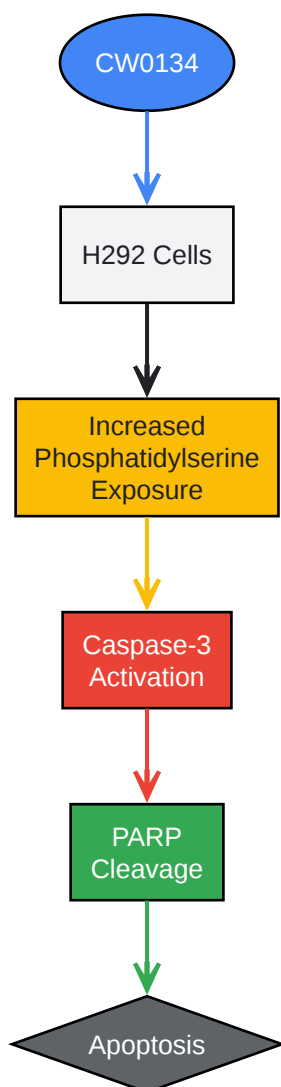 CW0134
H292 Cells
Increased
Phosphatidylserine
Exposure
Caspase-3
Activation
PARP
Cleavage
Apoptosis